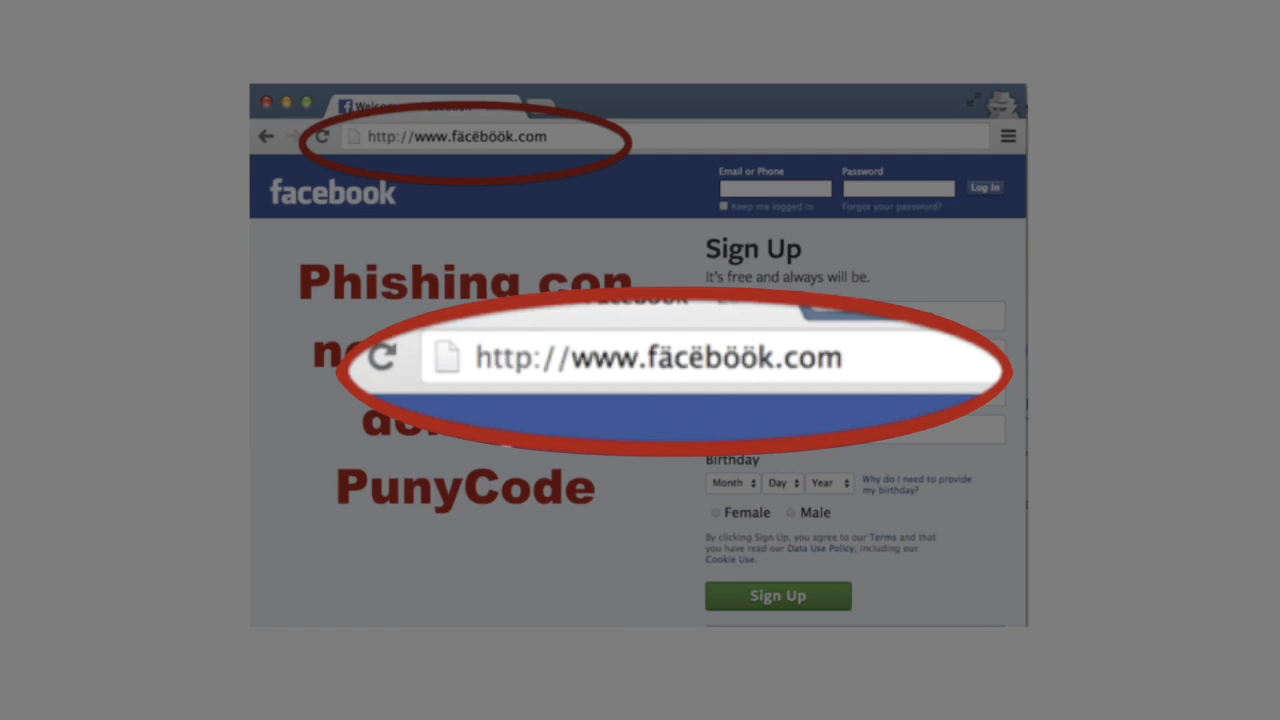 http://www.fäcëböök.com
facebook
Email or Phone
Password
Log In
Keep me logged in
Forgot your password?
Sign Up
It's free and always will be.
Phishing con
http://www.fäcëböök.com
PunyCode
Birthday
Month
Day
Year
Why do I need to provide
my birthday?
Female
Male
By clicking Sign Up, you agree to our Terms and that
you have read our Data Use Policy, including our
Cookie Use.
Sign Up